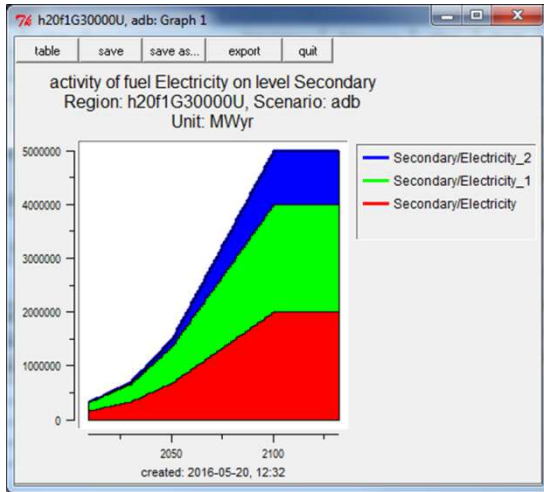 h20f1G30000U, adb: Graph 1
table save save as... export quit
activity of fuel Electricity on level Secondary
Region: h20f1G30000U, Scenario: adb
Unit: MWyr
5000000
4000000
3000000
2000000
1000000
0
2050 2100
created: 2016-05-20, 12:32
Secondary/Electricity_2
Secondary/Electricity_1
Secondary/Electricity